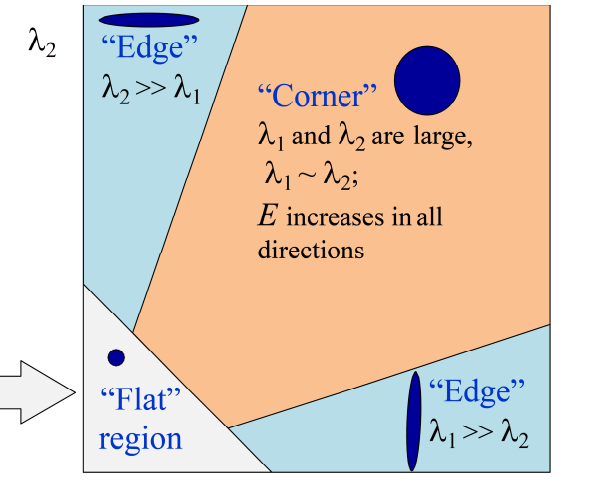 λ2
“Edge”
λ2 >> λ1
“Corner”
λ1 and λ2 are large,
λ1 ~ λ2;
E increases in all
directions
“Edge”
λ1 >> λ2
“Flat”
region